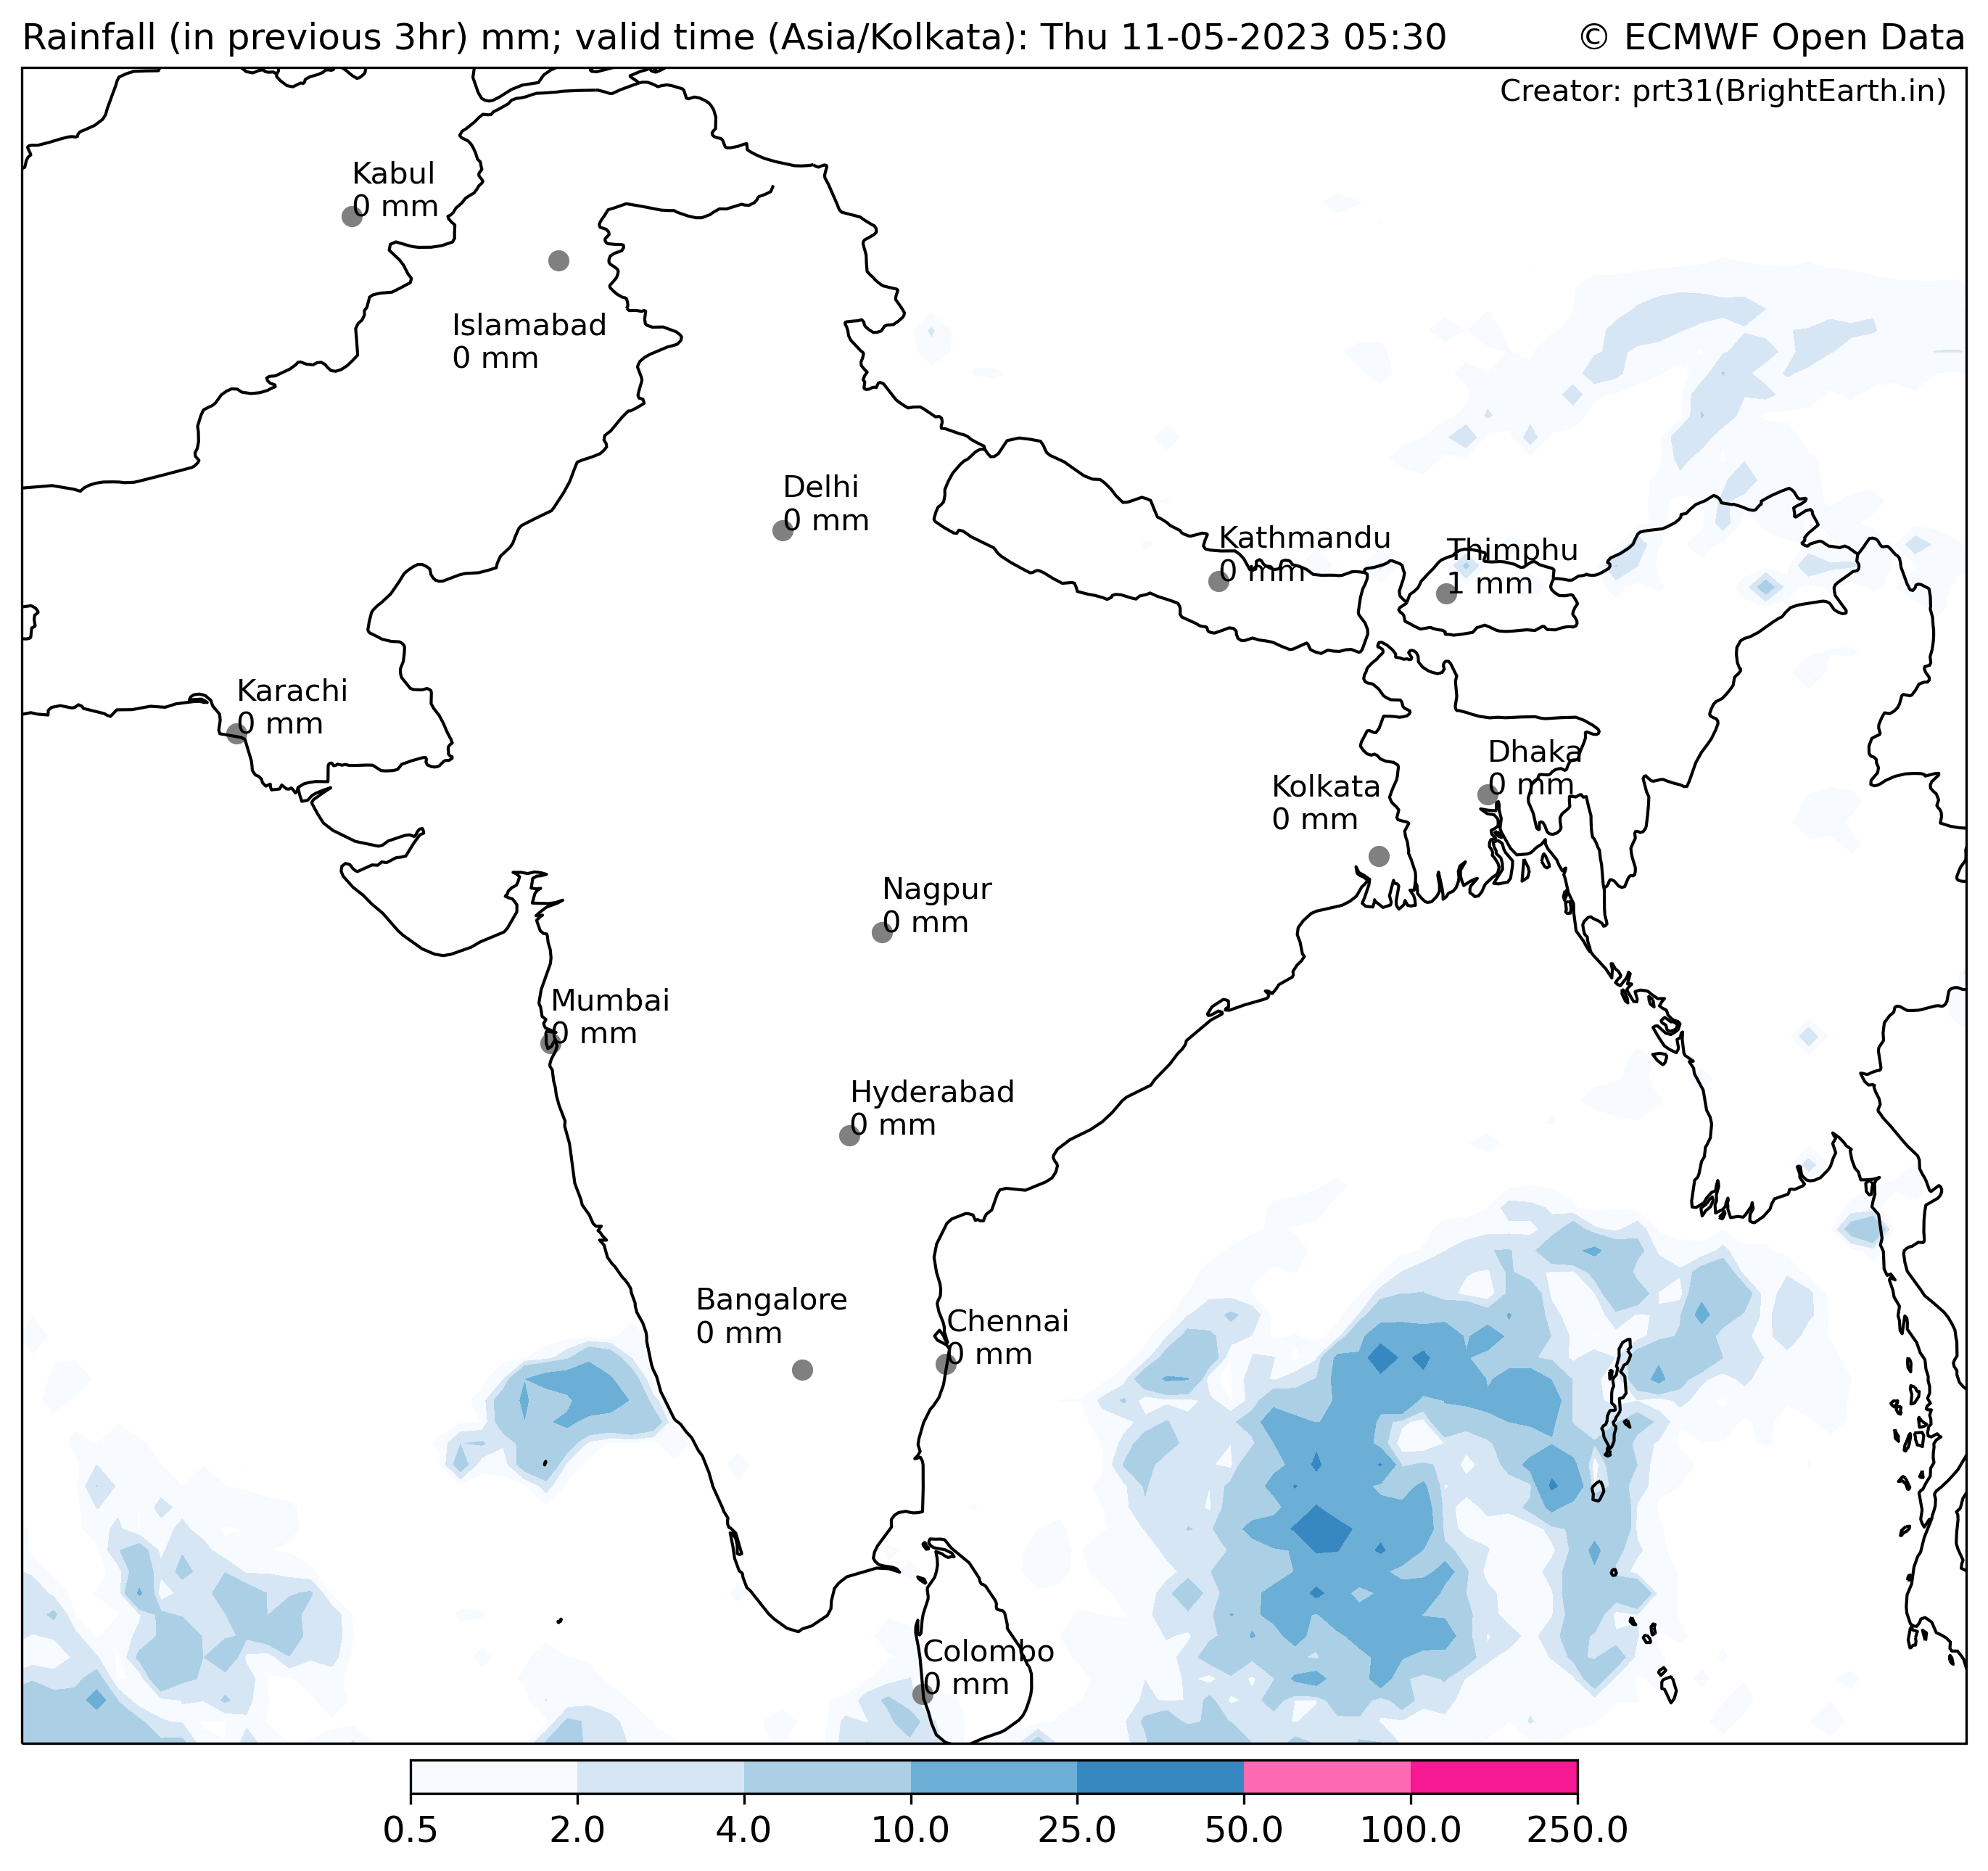 Rainfall (in previous 3hr) mm; valid time (Asia/Kolkata): Thu 11-05-2023 05:30
© ECMWF Open Data
Creator: prt31(BrightEarth.in)
Kabul
0 mm
Islamabad
0 mm
Delhi
0 mm
Kathmandu
0 mm
Thimphu
1 mm
Karachi
0 mm
Dhaka
0 mm
Kolkata
0 mm
Nagpur
0 mm
Mumbai
0 mm
Hyderabad
0 mm
Bangalore
0 mm
Chennai
0 mm
Colombo
0 mm
0.5 2.0 4.0 10.0 25.0 50.0 100.0 250.0